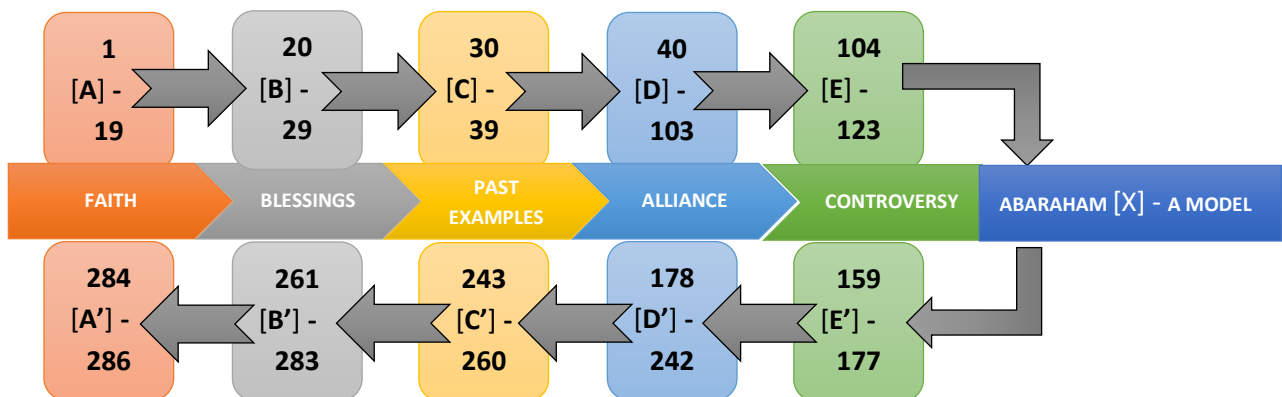 1
[A] -
19
20
[B] -
29
30
[C] -
39
40
[D] -
103
104
[E] -
123
FAITH
BLESSINGS
PAST
EXAMPLES
ALLIANCE
CONTROVERSY
ABARAHAM [X] - A MODEL
284
[A’] -
286
261
[B’] -
283
243
[C’] -
260
178
[D’] -
242
159
[E’] -
177